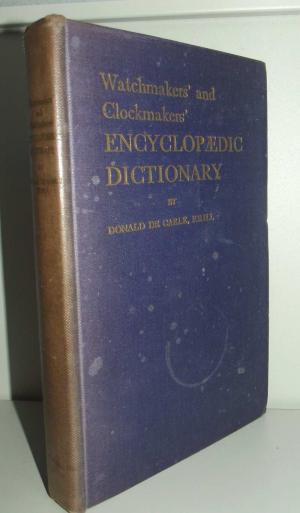 Watchmakers' and
Clockmakers'
ENCYCLOPÆDIC
DICTIONARY
BY
DONALD DE CARLE, F.B.H.I.